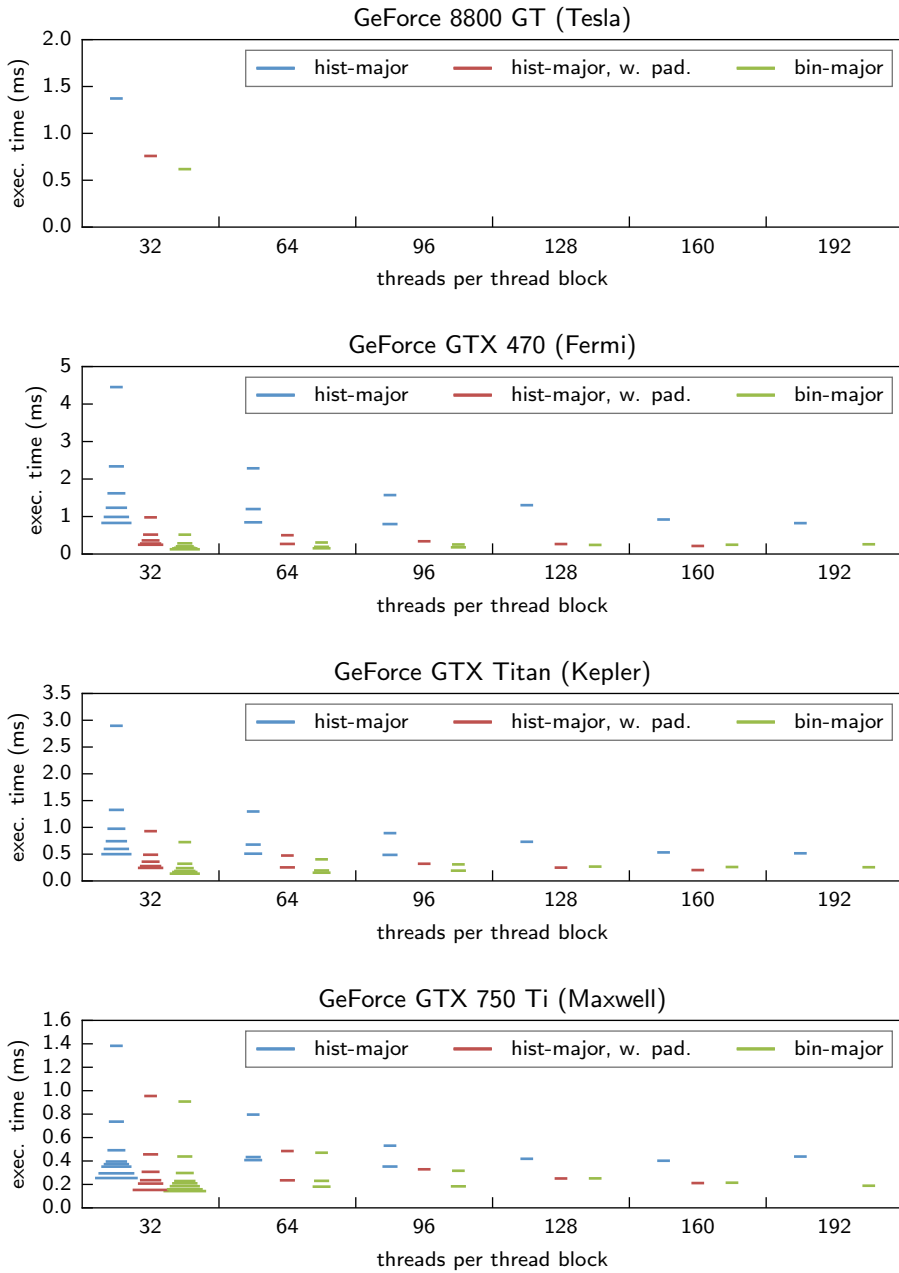 GeForce 8800 GT (Tesla)
2.0
hist-major hist-major, w. pad. bin-major
1.5
1.0
0.5
0.0
exec. time (ms)
32 64 96 128 160 192
threads per thread block
GeForce GTX 470 (Fermi)
5
hist-major hist-major, w. pad. bin-major
4
3
2
1
0
exec. time (ms)
32 64 96 128 160 192
threads per thread block
GeForce GTX Titan (Kepler)
3.5
hist-major hist-major, w. pad. bin-major
3.0
2.5
2.0
1.5
1.0
0.5
0.0
exec. time (ms)
32 64 96 128 160 192
threads per thread block
GeForce GTX 750 Ti (Maxwell)
1.6
hist-major hist-major, w. pad. bin-major
1.4
1.2
1.0
0.8
0.6
0.4
0.2
0.0
exec. time (ms)
32 64 96 128 160 192
threads per thread block